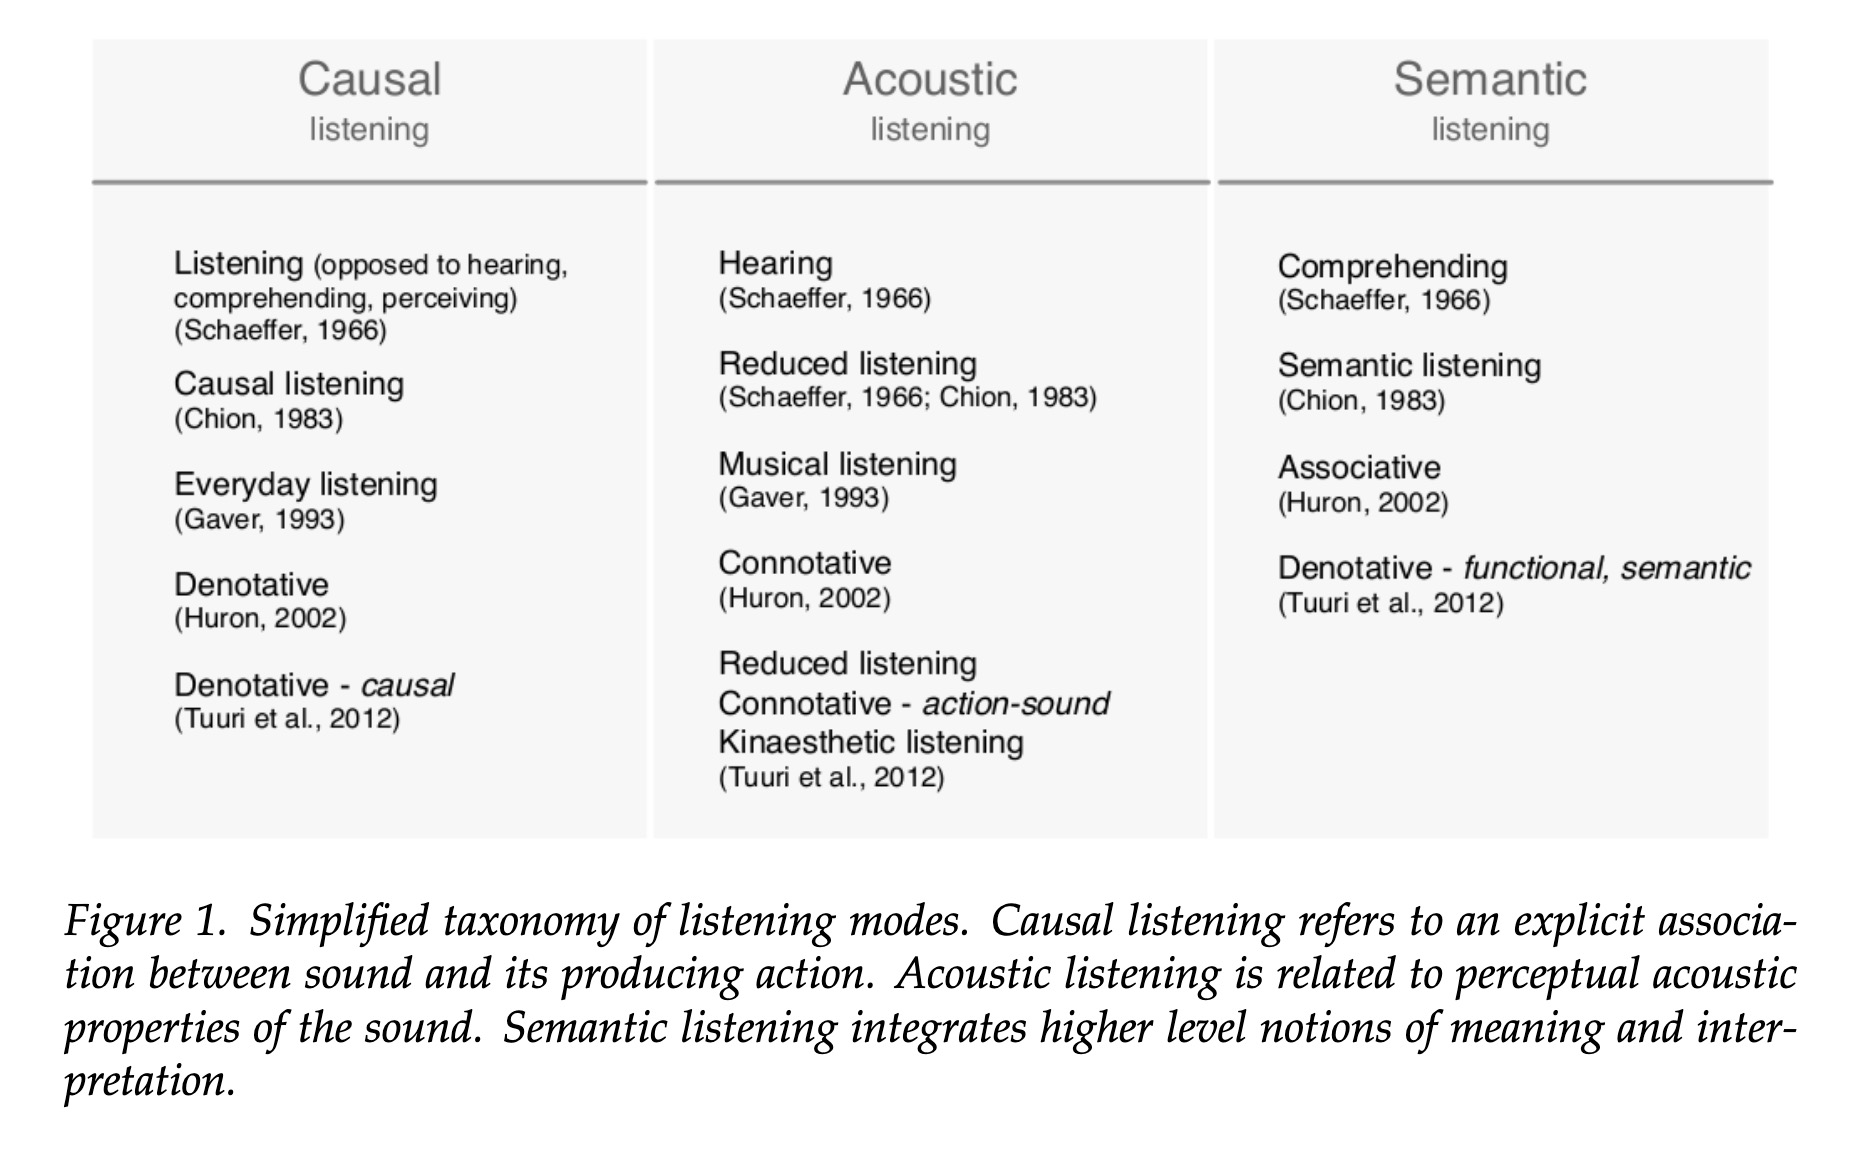 Causal
listening
Listening (opposed to hearing,
comprehending, perceiving)
(Schaeffer, 1966)
Causal listening
(Chion, 1983)
Everyday listening
(Gaver, 1993)
Denotative
(Huron, 2002)
Denotative - causal
(Tuuri et al., 2012)
Acoustic
listening
Hearing
(Schaeffer, 1966)
Reduced listening
(Schaeffer, 1966; Chion, 1983)
Musical listening
(Gaver, 1993)
Connotative
(Huron, 2002)
Reduced listening
Connotative - action-sound
Kinaesthetic listening
(Tuuri et al., 2012)
Semantic
listening
Comprehending
(Schaeffer, 1966)
Semantic listening
(Chion, 1983)
Associative
(Huron, 2002)
Denotative - functional, semantic
(Tuuri et al., 2012)
Figure 1. Simplified taxonomy of listening modes. Causal listening refers to an explicit associa-
tion between sound and its producing action. Acoustic listening is related to perceptual acoustic
properties of the sound. Semantic listening integrates higher level notions of meaning and inter-
pretation.